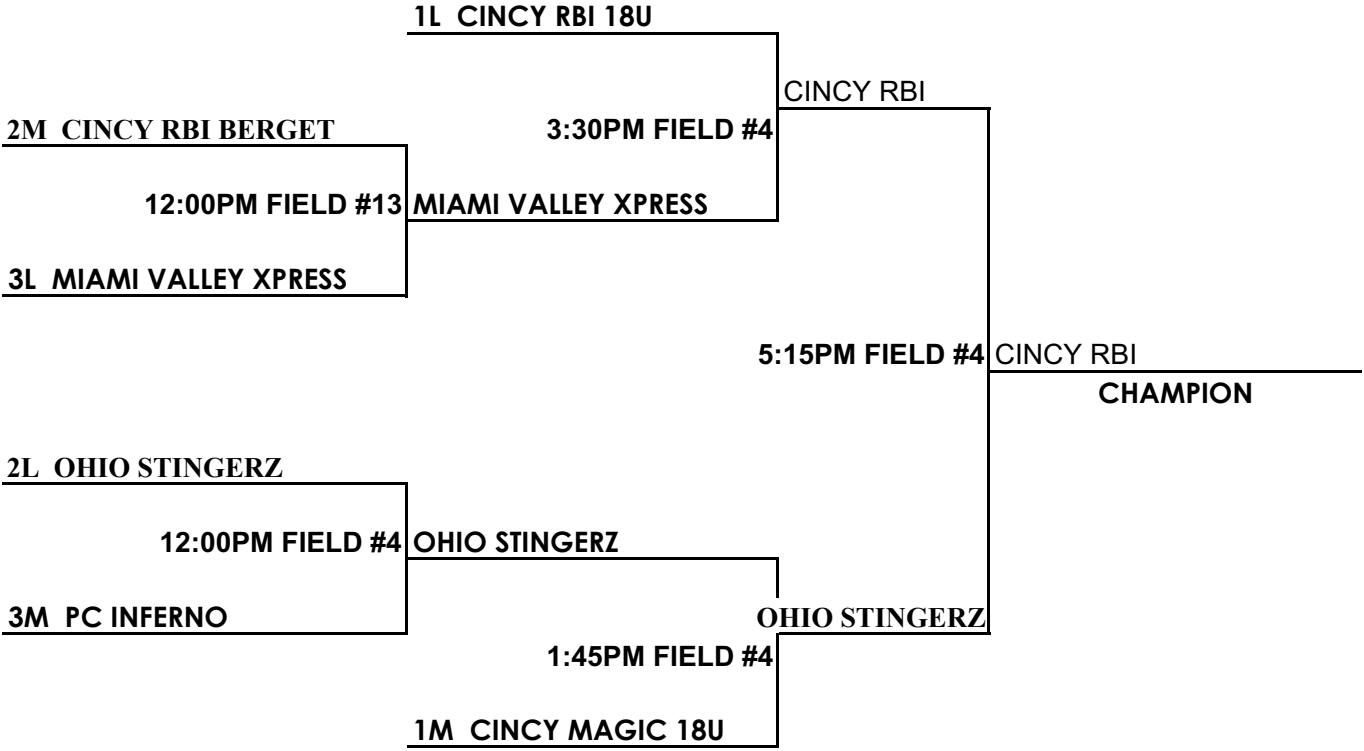 1L  CINCY RBI 18U
CINCY RBI
2M  CINCY RBI BERGET
3:30PM FIELD #4
12:00PM FIELD #13
MIAMI VALLEY XPRESS
3L  MIAMI VALLEY XPRESS
5:15PM FIELD #4
CINCY RBI
CHAMPION
2L  OHIO STINGERZ
12:00PM FIELD #4
OHIO STINGERZ
3M  PC INFERNO
OHIO STINGERZ
1:45PM FIELD #4
1M  CINCY MAGIC 18U